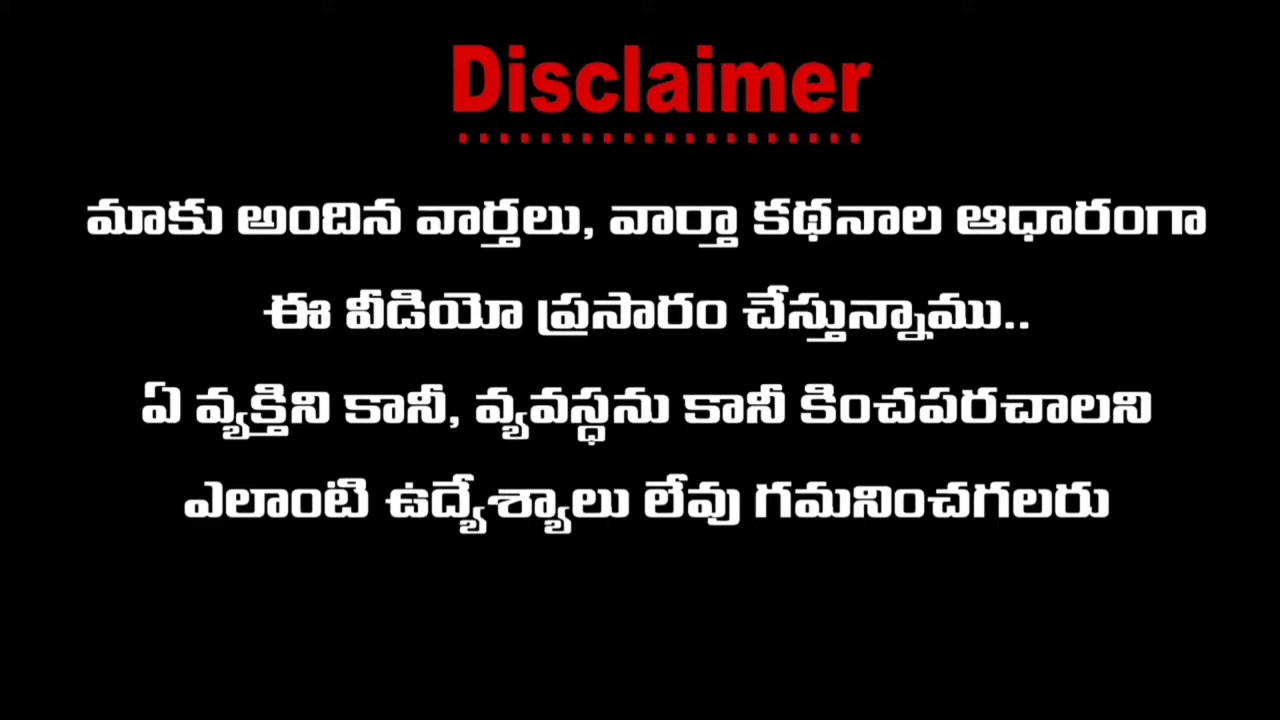 Disclaimer
మాకు అందిన వార్తలు, వార్తా కథనాల ఆధారంగా
ఈ వీడియో ప్రసారం చేస్తున్నాము..
ఏ వ్యక్తిని కానీ, వ్యవస్థను కానీ కించపరచాలని
ఎలాంటి ఉద్యేశ్యాలు లేవు గమనించగలరు